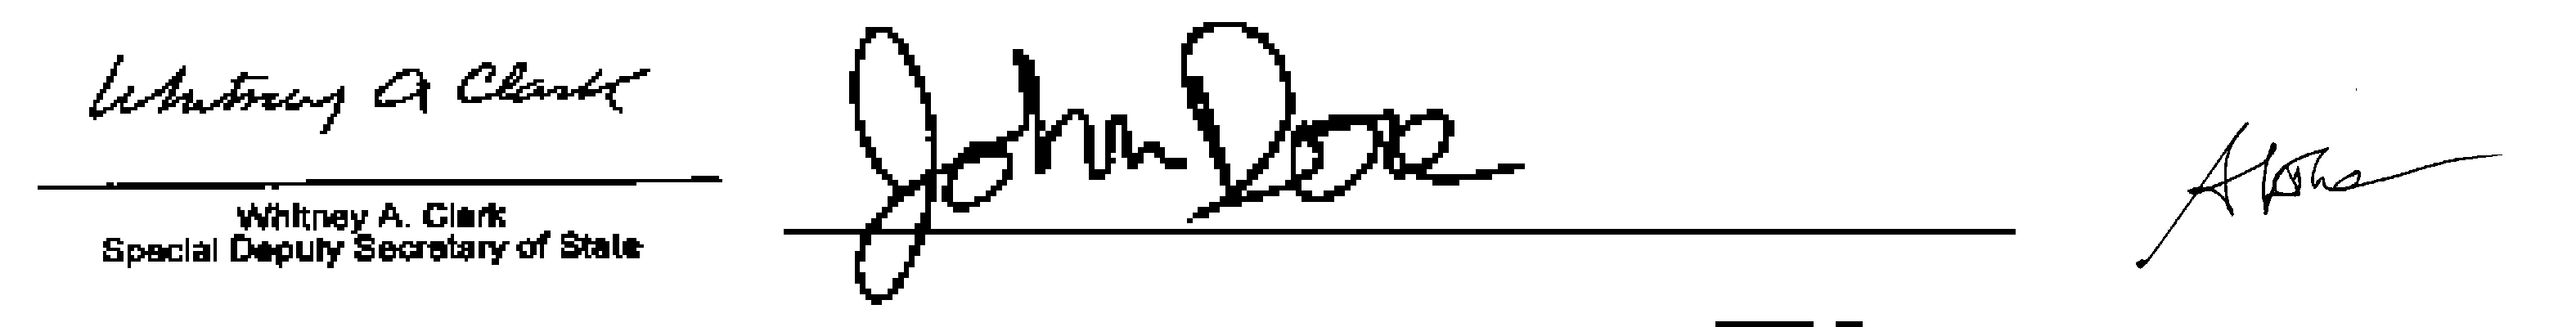 Whitney A Clark
Whitney A. Clark
Special Deputy Secretary of State
John Doe